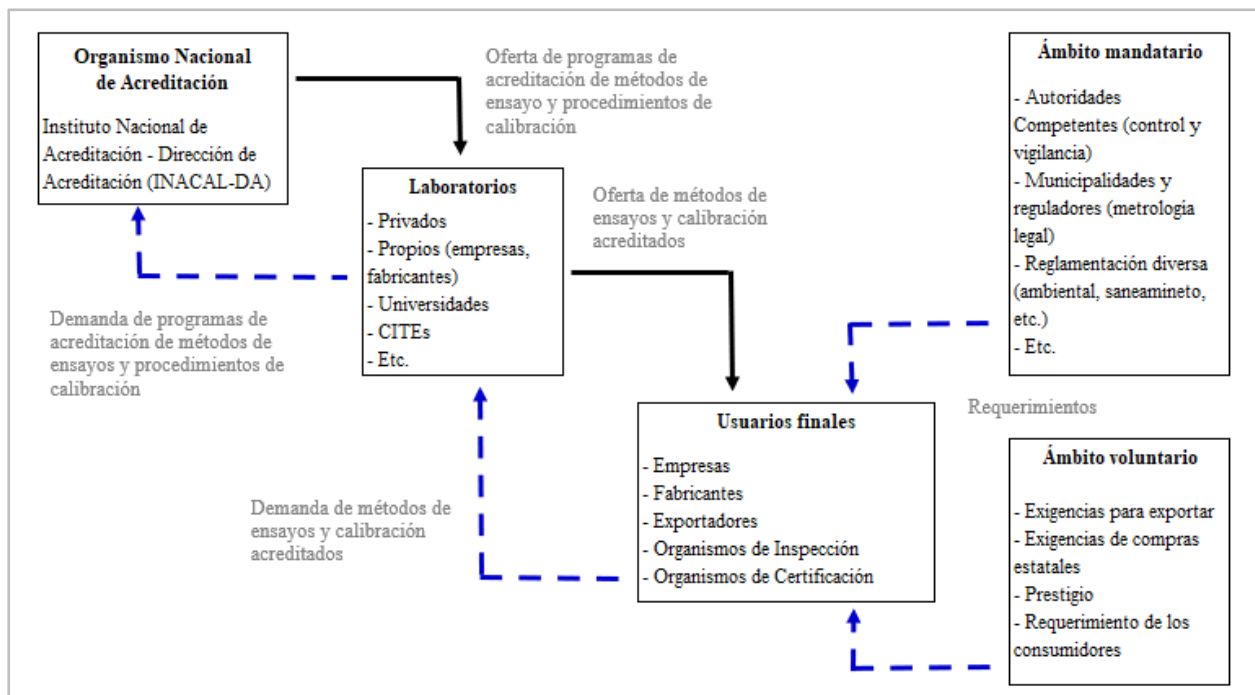 Organismo Nacional
de Acreditación
Instituto Nacional de
Acreditación - Dirección de
Acreditación (INACAL-DA)
Oferta de programas de
acreditación de métodos de
ensayo y procedimientos de
calibración
Laboratorios
- Privados
- Propios (empresas,
fabricantes)
- Universidades
- CITEs
- Etc.
Oferta de métodos de
ensayos y calibración
acreditados
Demanda de programas de
acreditación de métodos de
ensayos y procedimientos de
calibración
Usuarios finales
- Empresas
- Fabricantes
- Exportadores
- Organismos de Inspección
- Organismos de Certificación
Demanda de métodos de
ensayos y calibración
acreditados
Ámbito mandatario
- Autoridades
Competentes (control y
vigilancia)
- Municipalidades y
reguladores (metrología
legal)
- Reglamentación diversa
(ambiental, saneamineto,
etc.)
- Etc.
Requerimientos
Ámbito voluntario
- Exigencias para exportar
- Exigencias de compras
estatales
- Prestigio
- Requerimiento de los
consumidores